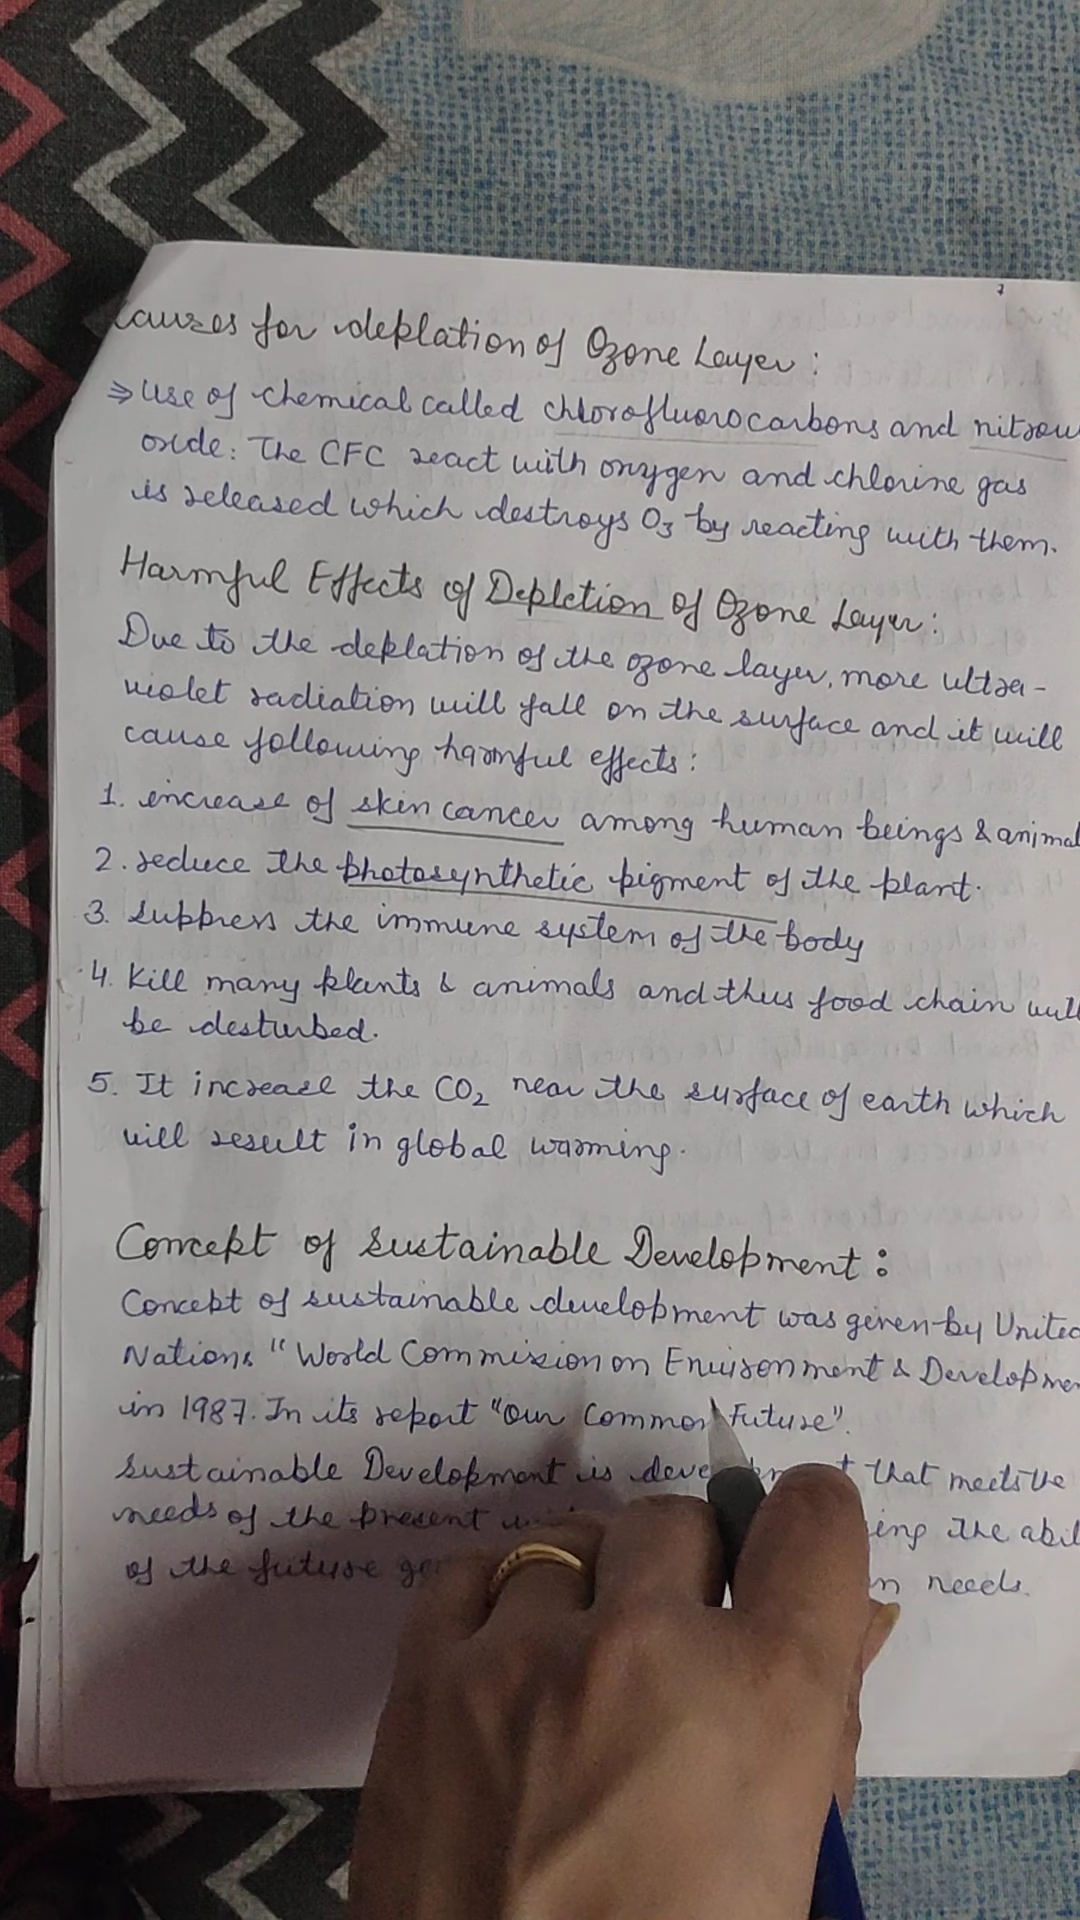 Causes for deplation of Ozone Layer :
⇒ Use of chemical called chlorofluorocarbons and nitrou
oxide : The CFC react with oxygen and chlorine gas
is released which destroys O3 by reacting with them.
Harmful Effects of Depletion of Ozone Layer :
Due to the deplation of the ozone layer, more ultra-
violet radiation will fall on the surface and it will
cause following harmful effects :
1. increase of skin cancer among human beings & animal
2. reduce the photosynthetic pigment of the plant.
3. Suppress the immune system of the body
4. Kill many plants & animals and thus food chain will
be desturbed.
5. It increase the CO2 near the surface of earth which
will result in global warming.
Concept of Sustainable Development :
Concept of sustainable development was given by United
Nations "World Commission on Environment & Developmen
in 1987. In its report "Our Common Future".
Sustainable Development is that meets the
needs of the present the abil
of the future needs.